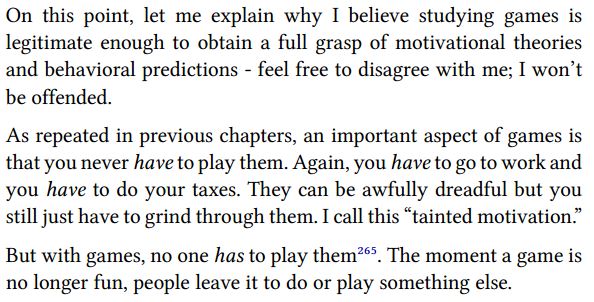 On this point, let me explain why I believe studying games is
legitimate enough to obtain a full grasp of motivational theories
and behavioral predictions - feel free to disagree with me; I won’t
be offended.
As repeated in previous chapters, an important aspect of games is
that you never have to play them. Again, you have to go to work and
you have to do your taxes. They can be awfully dreadful but you
still just have to grind through them. I call this “tainted motivation.”
But with games, no one has to play them265. The moment a game is
no longer fun, people leave it to do or play something else.